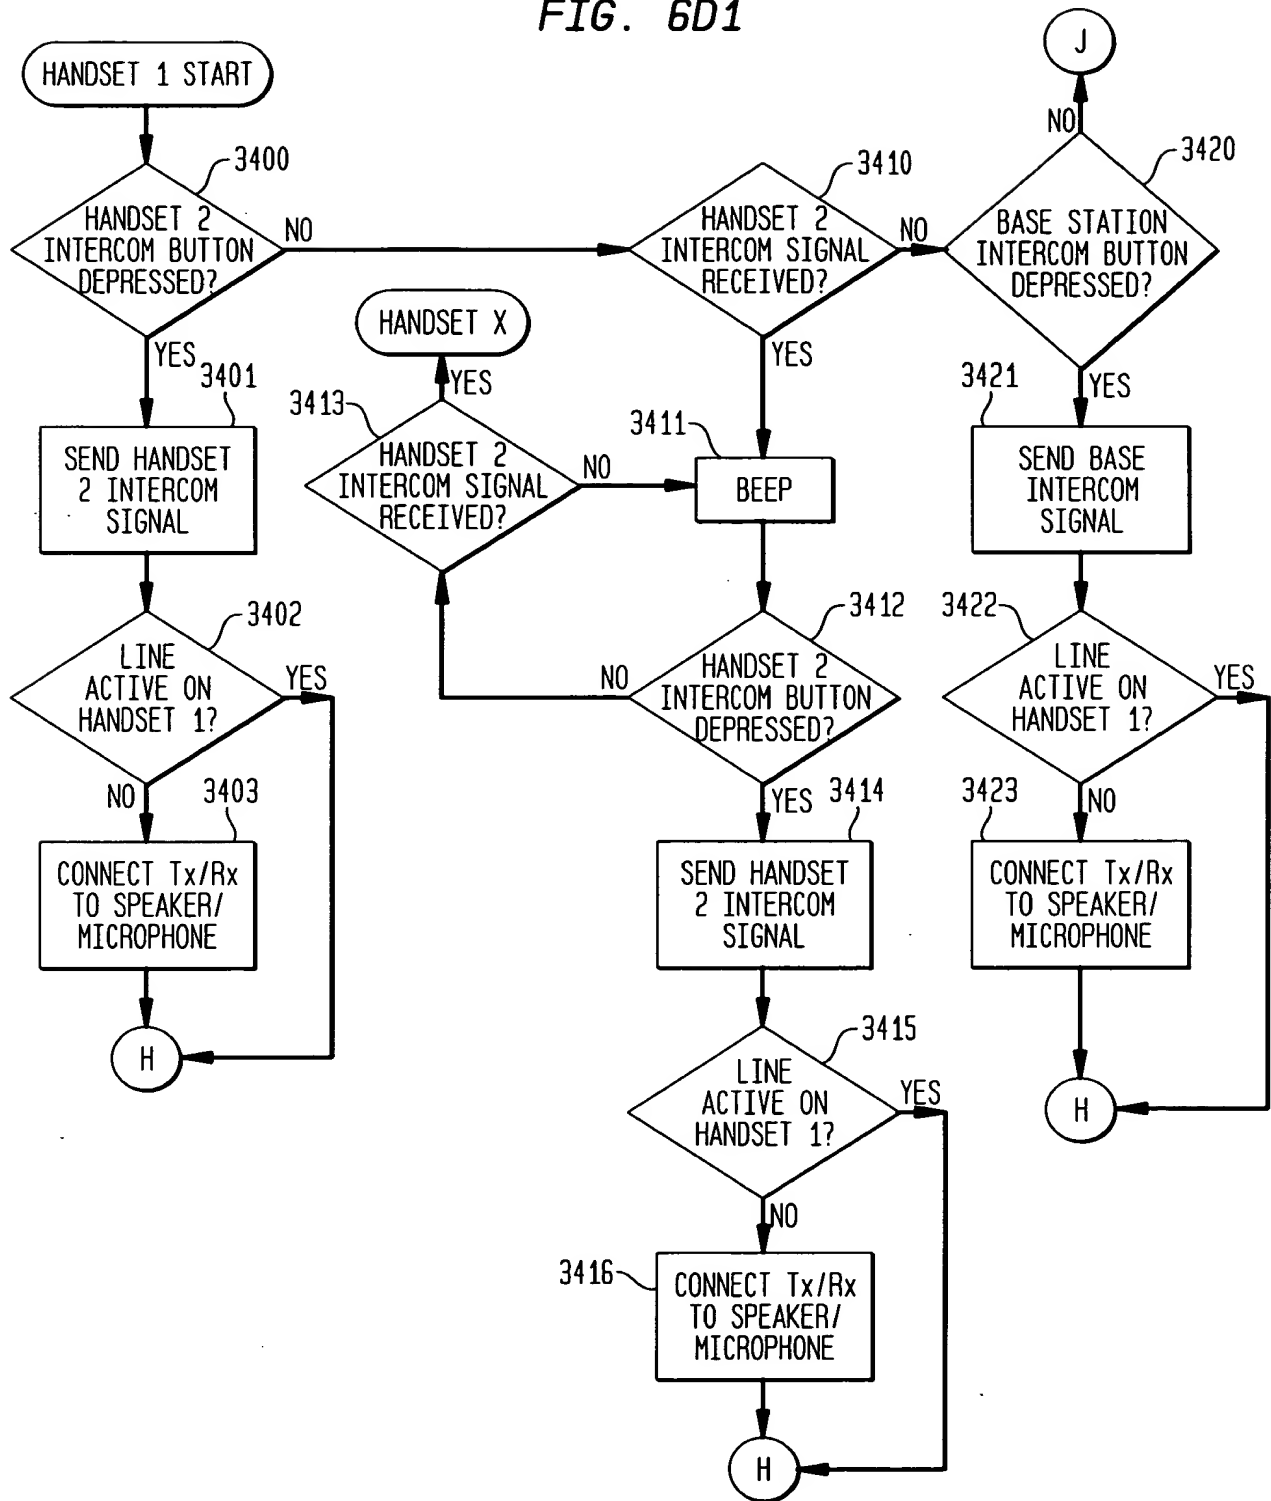 FIG. 6D1
HANDSET 1 START
3400
HANDSET 2
INTERCOM BUTTON
DEPRESSED?
NO
YES
3401
SEND HANDSET
2 INTERCOM
SIGNAL
3402
LINE
ACTIVE ON
HANDSET 1?
YES
NO
3403
CONNECT Tx/Rx
TO SPEAKER/
MICROPHONE
H
3410
HANDSET 2
INTERCOM SIGNAL
RECEIVED?
NO
YES
HANDSET X
YES
3413
HANDSET 2
INTERCOM SIGNAL
RECEIVED?
NO
3411
BEEP
3412
HANDSET 2
INTERCOM BUTTON
DEPRESSED?
NO
YES
3414
SEND HANDSET
2 INTERCOM
SIGNAL
3415
LINE
ACTIVE ON
HANDSET 1?
YES
NO
3416
CONNECT Tx/Rx
TO SPEAKER/
MICROPHONE
H
J
NO
3420
BASE STATION
INTERCOM BUTTON
DEPRESSED?
YES
3421
SEND BASE
INTERCOM
SIGNAL
3422
LINE
ACTIVE ON
HANDSET 1?
YES
NO
3423
CONNECT Tx/Rx
TO SPEAKER/
MICROPHONE
H